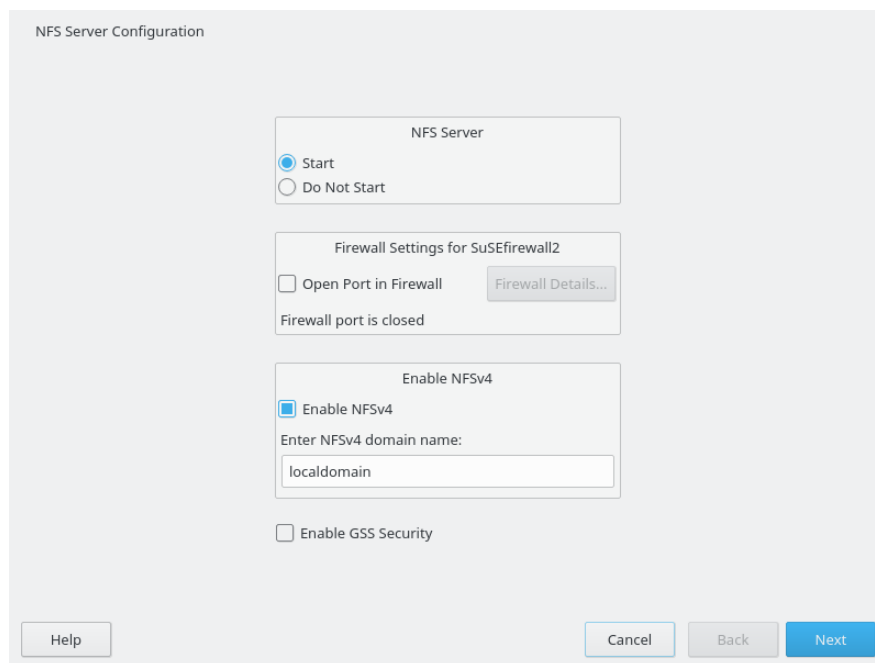 NFS Server Configuration
NFS Server
Start
Do Not Start
Firewall Settings for SuSEfirewall2
Open Port in Firewall
Firewall Details...
Firewall port is closed
Enable NFSv4
Enable NFSv4
Enter NFSv4 domain name:
localdomain
Enable GSS Security
Help
Cancel
Back
Next